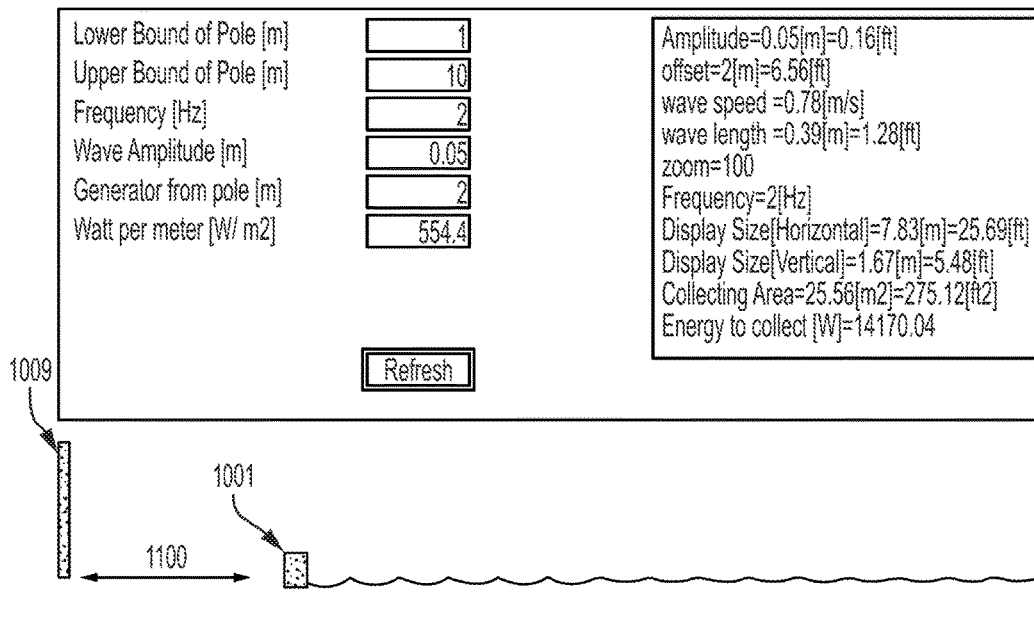 Lower Bound of Pole [m] 1
Upper Bound of Pole [m] 10
Frequency [Hz] 2
Wave Amplitude [m] 0.05
Generator from pole [m] 2
Watt per meter [W/ m2] 554.4
Refresh
Amplitude=0.05[m]=0.16[ft]
offset=2[m]=6.56[ft]
wave speed =0.78[m/s]
wave length =0.39[m]=1.28[ft]
zoom=100
Frequency=2[Hz]
Display Size[Horizontal]=7.83[m]=25.69[ft]
Display Size[Vertical]=1.67[m]=5.48[ft]
Collecting Area=25.56[m2]=275.12[ft2]
Energy to collect [W]=14170.04
1009
1001
1100